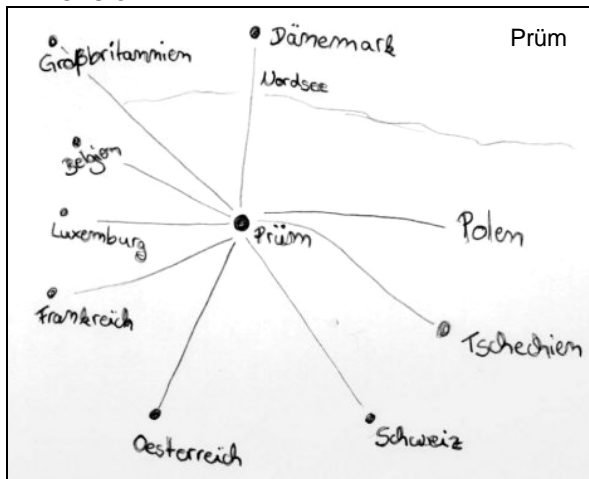 Prüm
Dänemark
Großbritannien
Nordsee
Belgien
Luxemburg
Prüm
Polen
Frankreich
Tschechien
Oesterreich
Schweiz